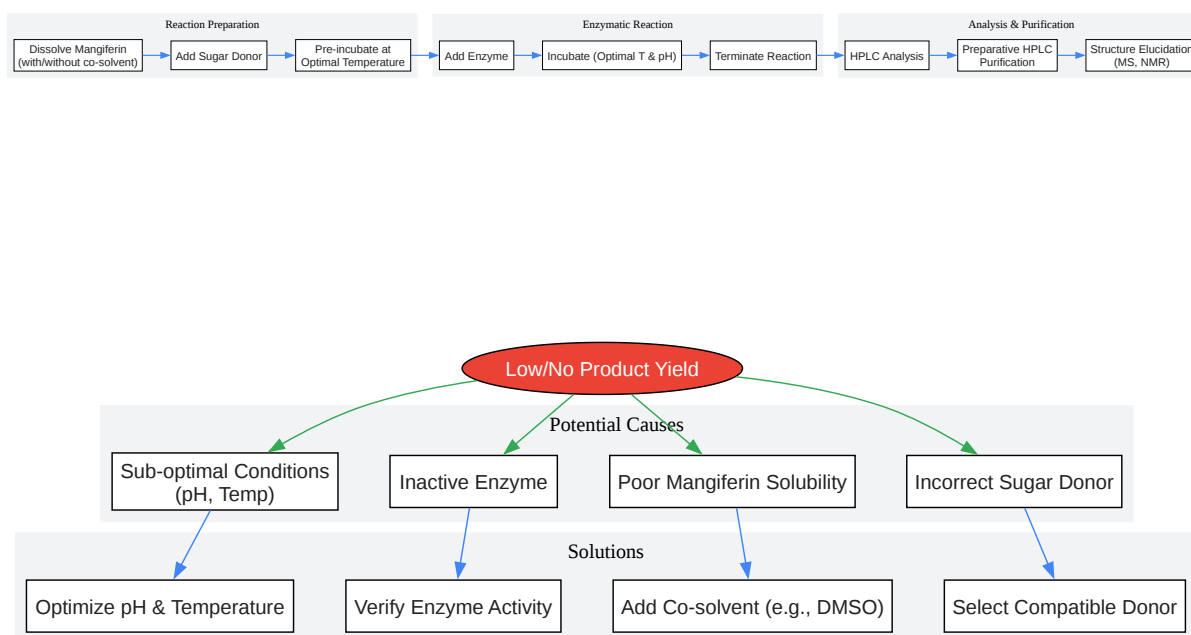 Reaction Preparation
Dissolve Mangiferin
(with/without co-solvent)
Add Sugar Donor
Pre-incubate at
Optimal Temperature
Enzymatic Reaction
Add Enzyme
Incubate (Optimal T & pH)
Terminate Reaction
Analysis & Purification
HPLC Analysis
Preparative HPLC
Purification
Structure Elucidation
(MS, NMR)
Low/No Product Yield
Potential Causes
Sub-optimal Conditions
(pH, Temp)
Inactive Enzyme
Poor Mangiferin Solubility
Incorrect Sugar Donor
Solutions
Optimize pH & Temperature
Verify Enzyme Activity
Add Co-solvent (e.g., DMSO)
Select Compatible Donor